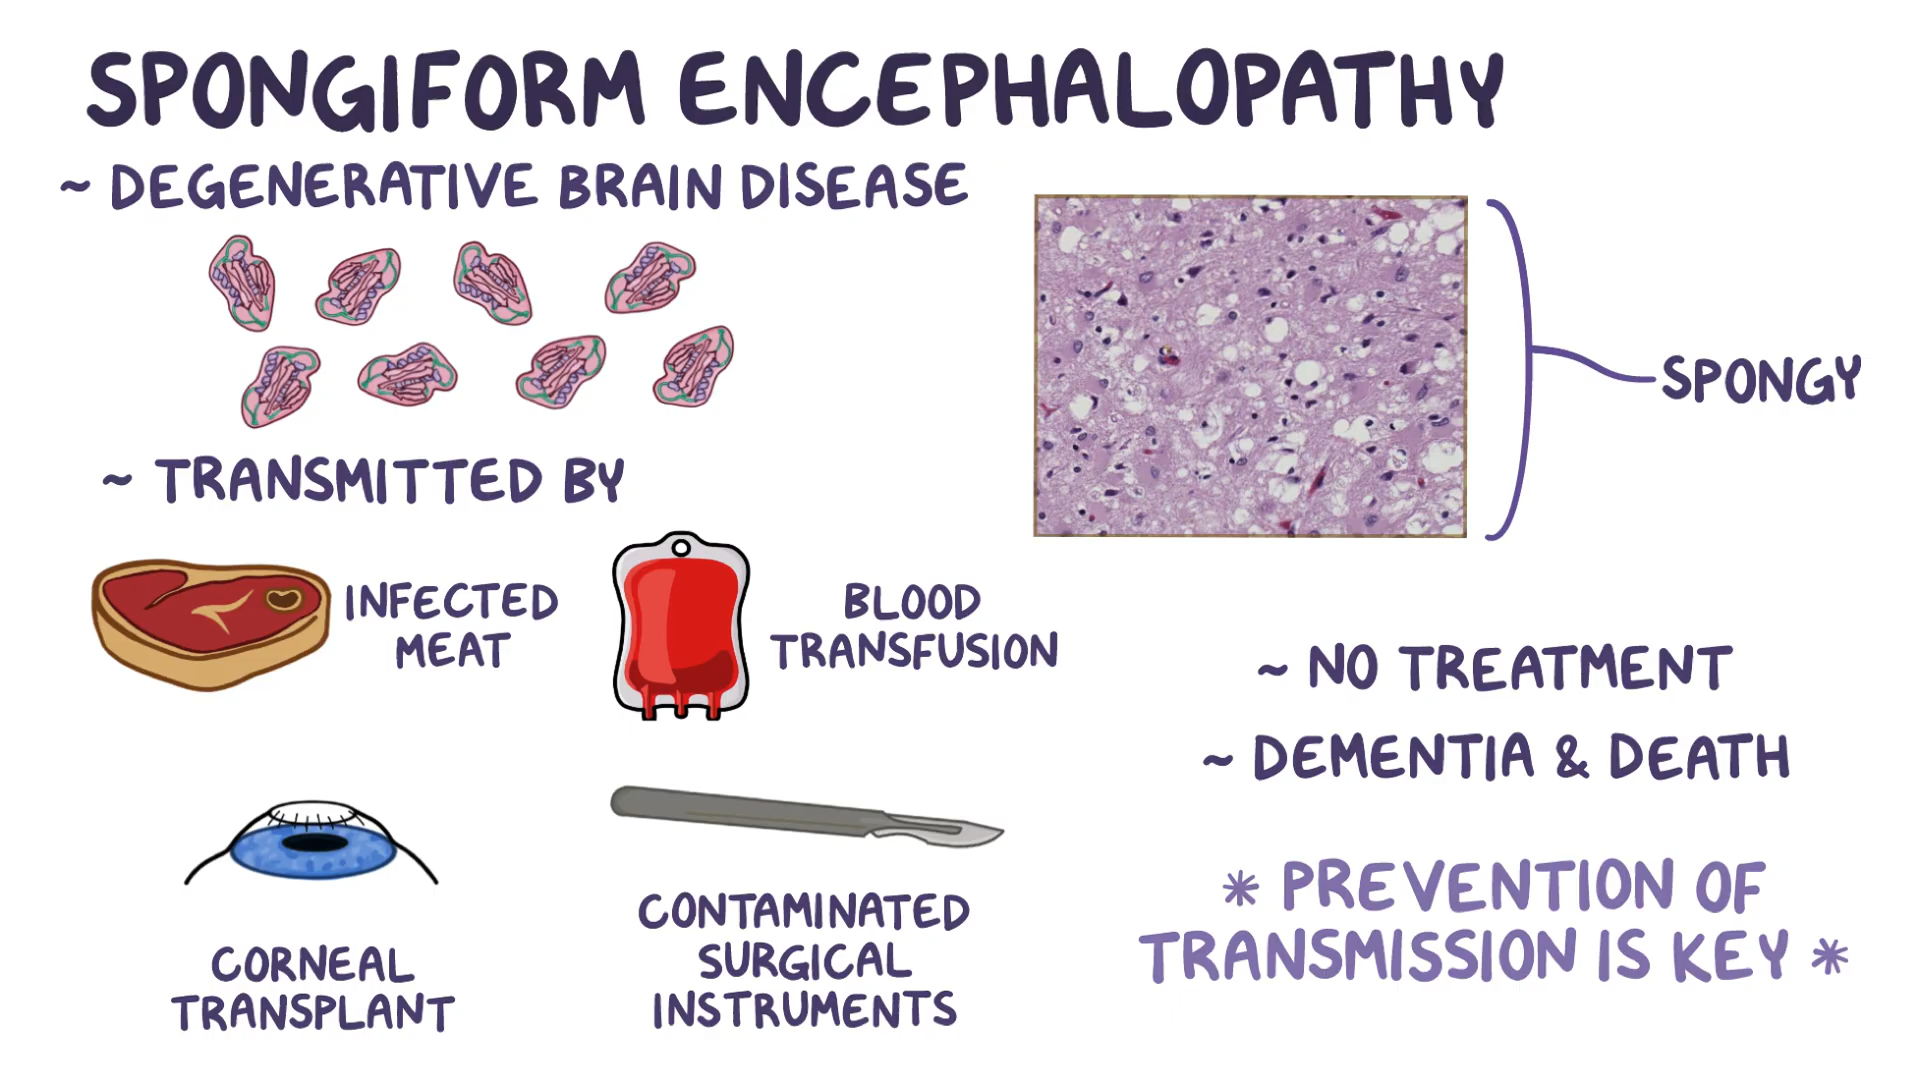 SPONGIFORM ENCEPHALOPATHY
~ DEGENERATIVE BRAIN DISEASE
SPONGY
~ TRANSMITTED BY
INFECTED
MEAT
BLOOD
TRANSFUSION
CORNEAL
TRANSPLANT
CONTAMINATED
SURGICAL
INSTRUMENTS
~ NO TREATMENT
~ DEMENTIA & DEATH
* PREVENTION OF
TRANSMISSION IS KEY *